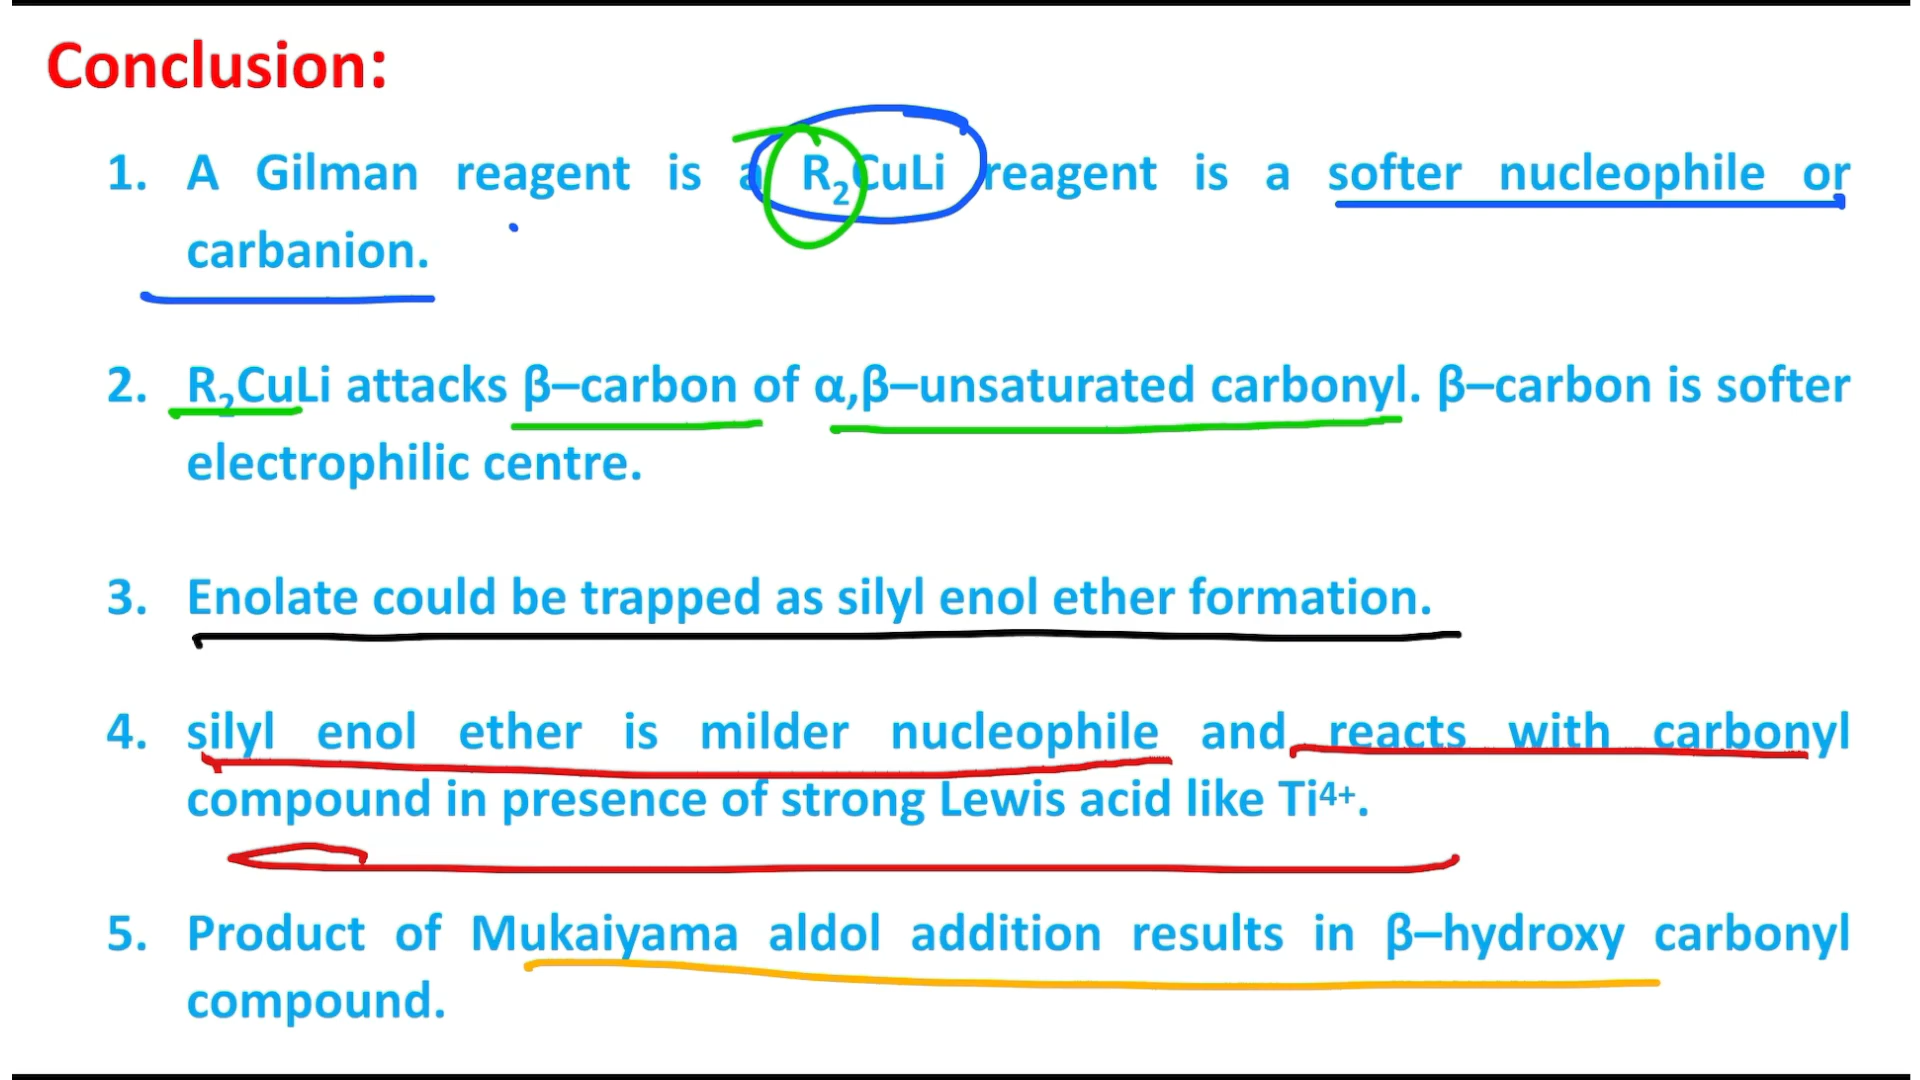 Conclusion:
1. A Gilman reagent is a R₂CuLi reagent is a softer nucleophile or
carbanion.
2. R₂CuLi attacks β–carbon of α,β–unsaturated carbonyl. β–carbon is softer
electrophilic centre.
3. Enolate could be trapped as silyl enol ether formation.
4. silyl enol ether is milder nucleophile and reacts with carbonyl
compound in presence of strong Lewis acid like Ti⁴⁺.
5. Product of Mukaiyama aldol addition results in β–hydroxy carbonyl
compound.